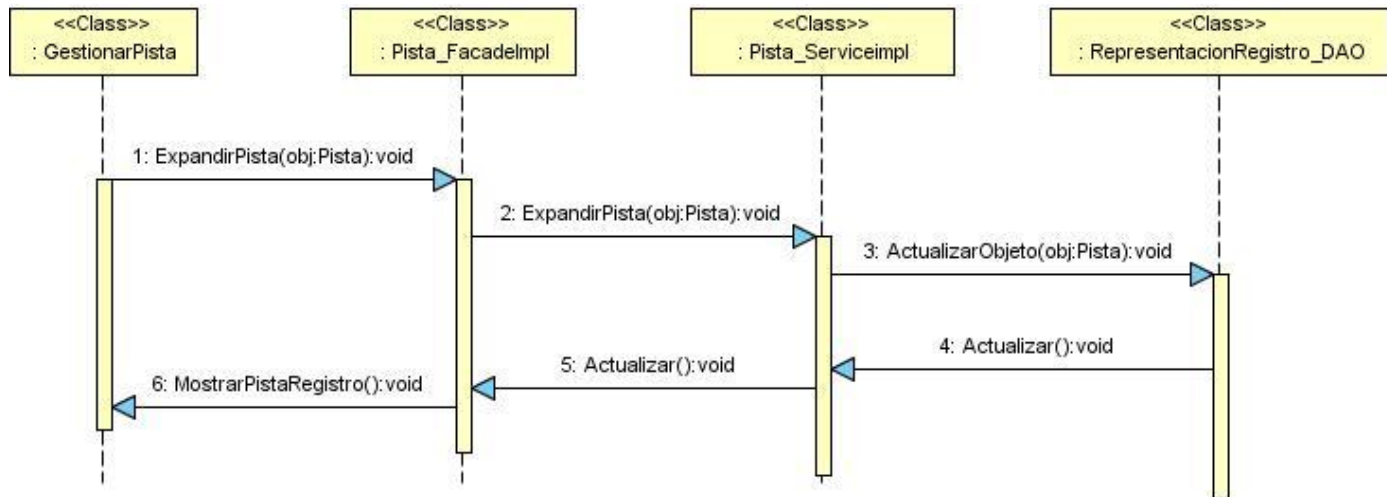 <<Class>>
: GestionarPista
<<Class>>
: Pista_FacadeImpl
<<Class>>
: Pista_Serviceimpl
<<Class>>
: RepresentacionRegistro_DAO
1: ExpandirPista(obj:Pista):void
2: ExpandirPista(obj:Pista):void
3: ActualizarObjeto(obj:Pista):void
4: Actualizar():void
5: Actualizar():void
6: MostrarPistaRegistro():void